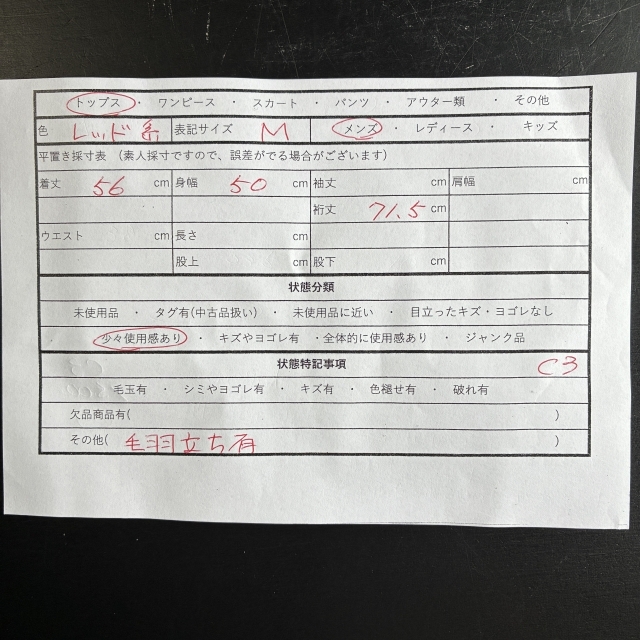 トップス ・ ワンピース ・ スカート ・ パンツ ・ アウター類 ・ その他
色 レッド系 表記サイズ M メンズ ・ レディース ・ キッズ
平置き採寸表 （素人採寸ですので、誤差がでる場合がございます）
着丈 56 cm 身幅 50 cm 袖丈 cm 肩幅 cm
裄丈 71.5 cm
ウエスト cm 長さ cm
股上 cm 股下 cm
状態分類
未使用品 ・ タグ有(中古品扱い) ・ 未使用品に近い ・ 目立ったキズ・ヨゴレなし
少々使用感あり ・ キズやヨゴレ有 ・全体的に使用感あり ・ ジャンク品
状態特記事項 C3
毛玉有 ・ シミやヨゴレ有 ・ キズ有 ・ 色褪せ有 ・ 破れ有
欠品商品有( )
その他( 毛羽立ち有 )